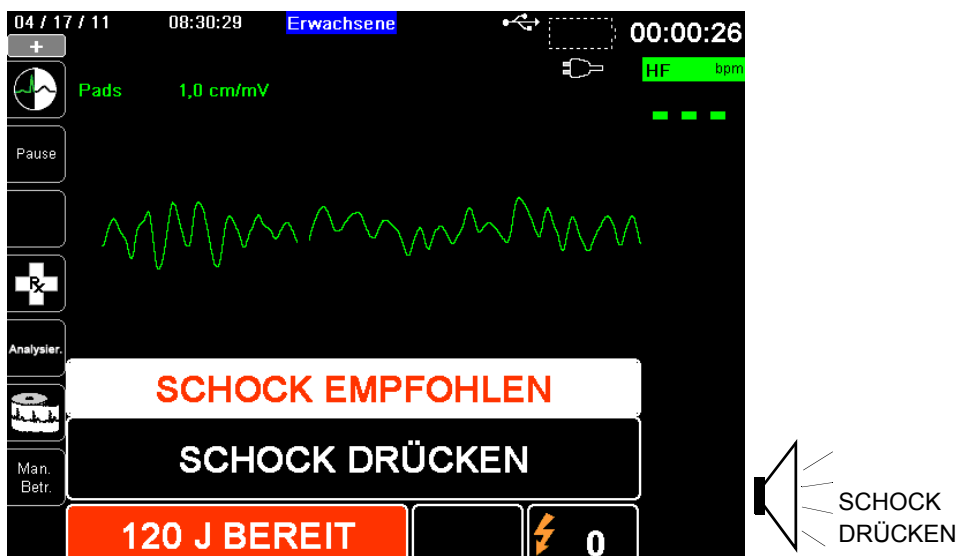 04 / 17 / 11 08:30:29 Erwachsene 00:00:26
+
HF bpm
Pads 1,0 cm/mV
- - -
Pause
Rx
Analysier.
SCHOCK EMPFOHLEN
SCHOCK DRÜCKEN
Man.
Betr.
120 J BEREIT 0
SCHOCK
DRÜCKEN